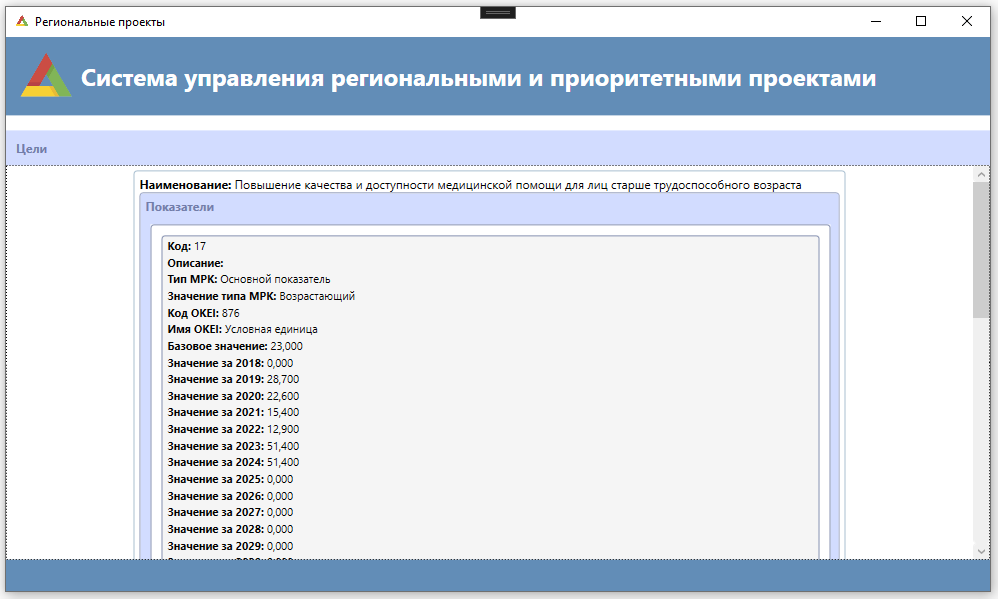 Региональные проекты
Система управления региональными и приоритетными проектами
Цели
Наименование: Повышение качества и доступности медицинской помощи для лиц старше трудоспособного возраста
Показатели
Код: 17
Описание:
Тип МРК: Основной показатель
Значение типа МРК: Возрастающий
Код OKEI: 876
Имя OKEI: Условная единица
Базовое значение: 23,000
Значение за 2018: 0,000
Значение за 2019: 28,700
Значение за 2020: 22,600
Значение за 2021: 15,400
Значение за 2022: 12,900
Значение за 2023: 51,400
Значение за 2024: 51,400
Значение за 2025: 0,000
Значение за 2026: 0,000
Значение за 2027: 0,000
Значение за 2028: 0,000
Значение за 2029: 0,000